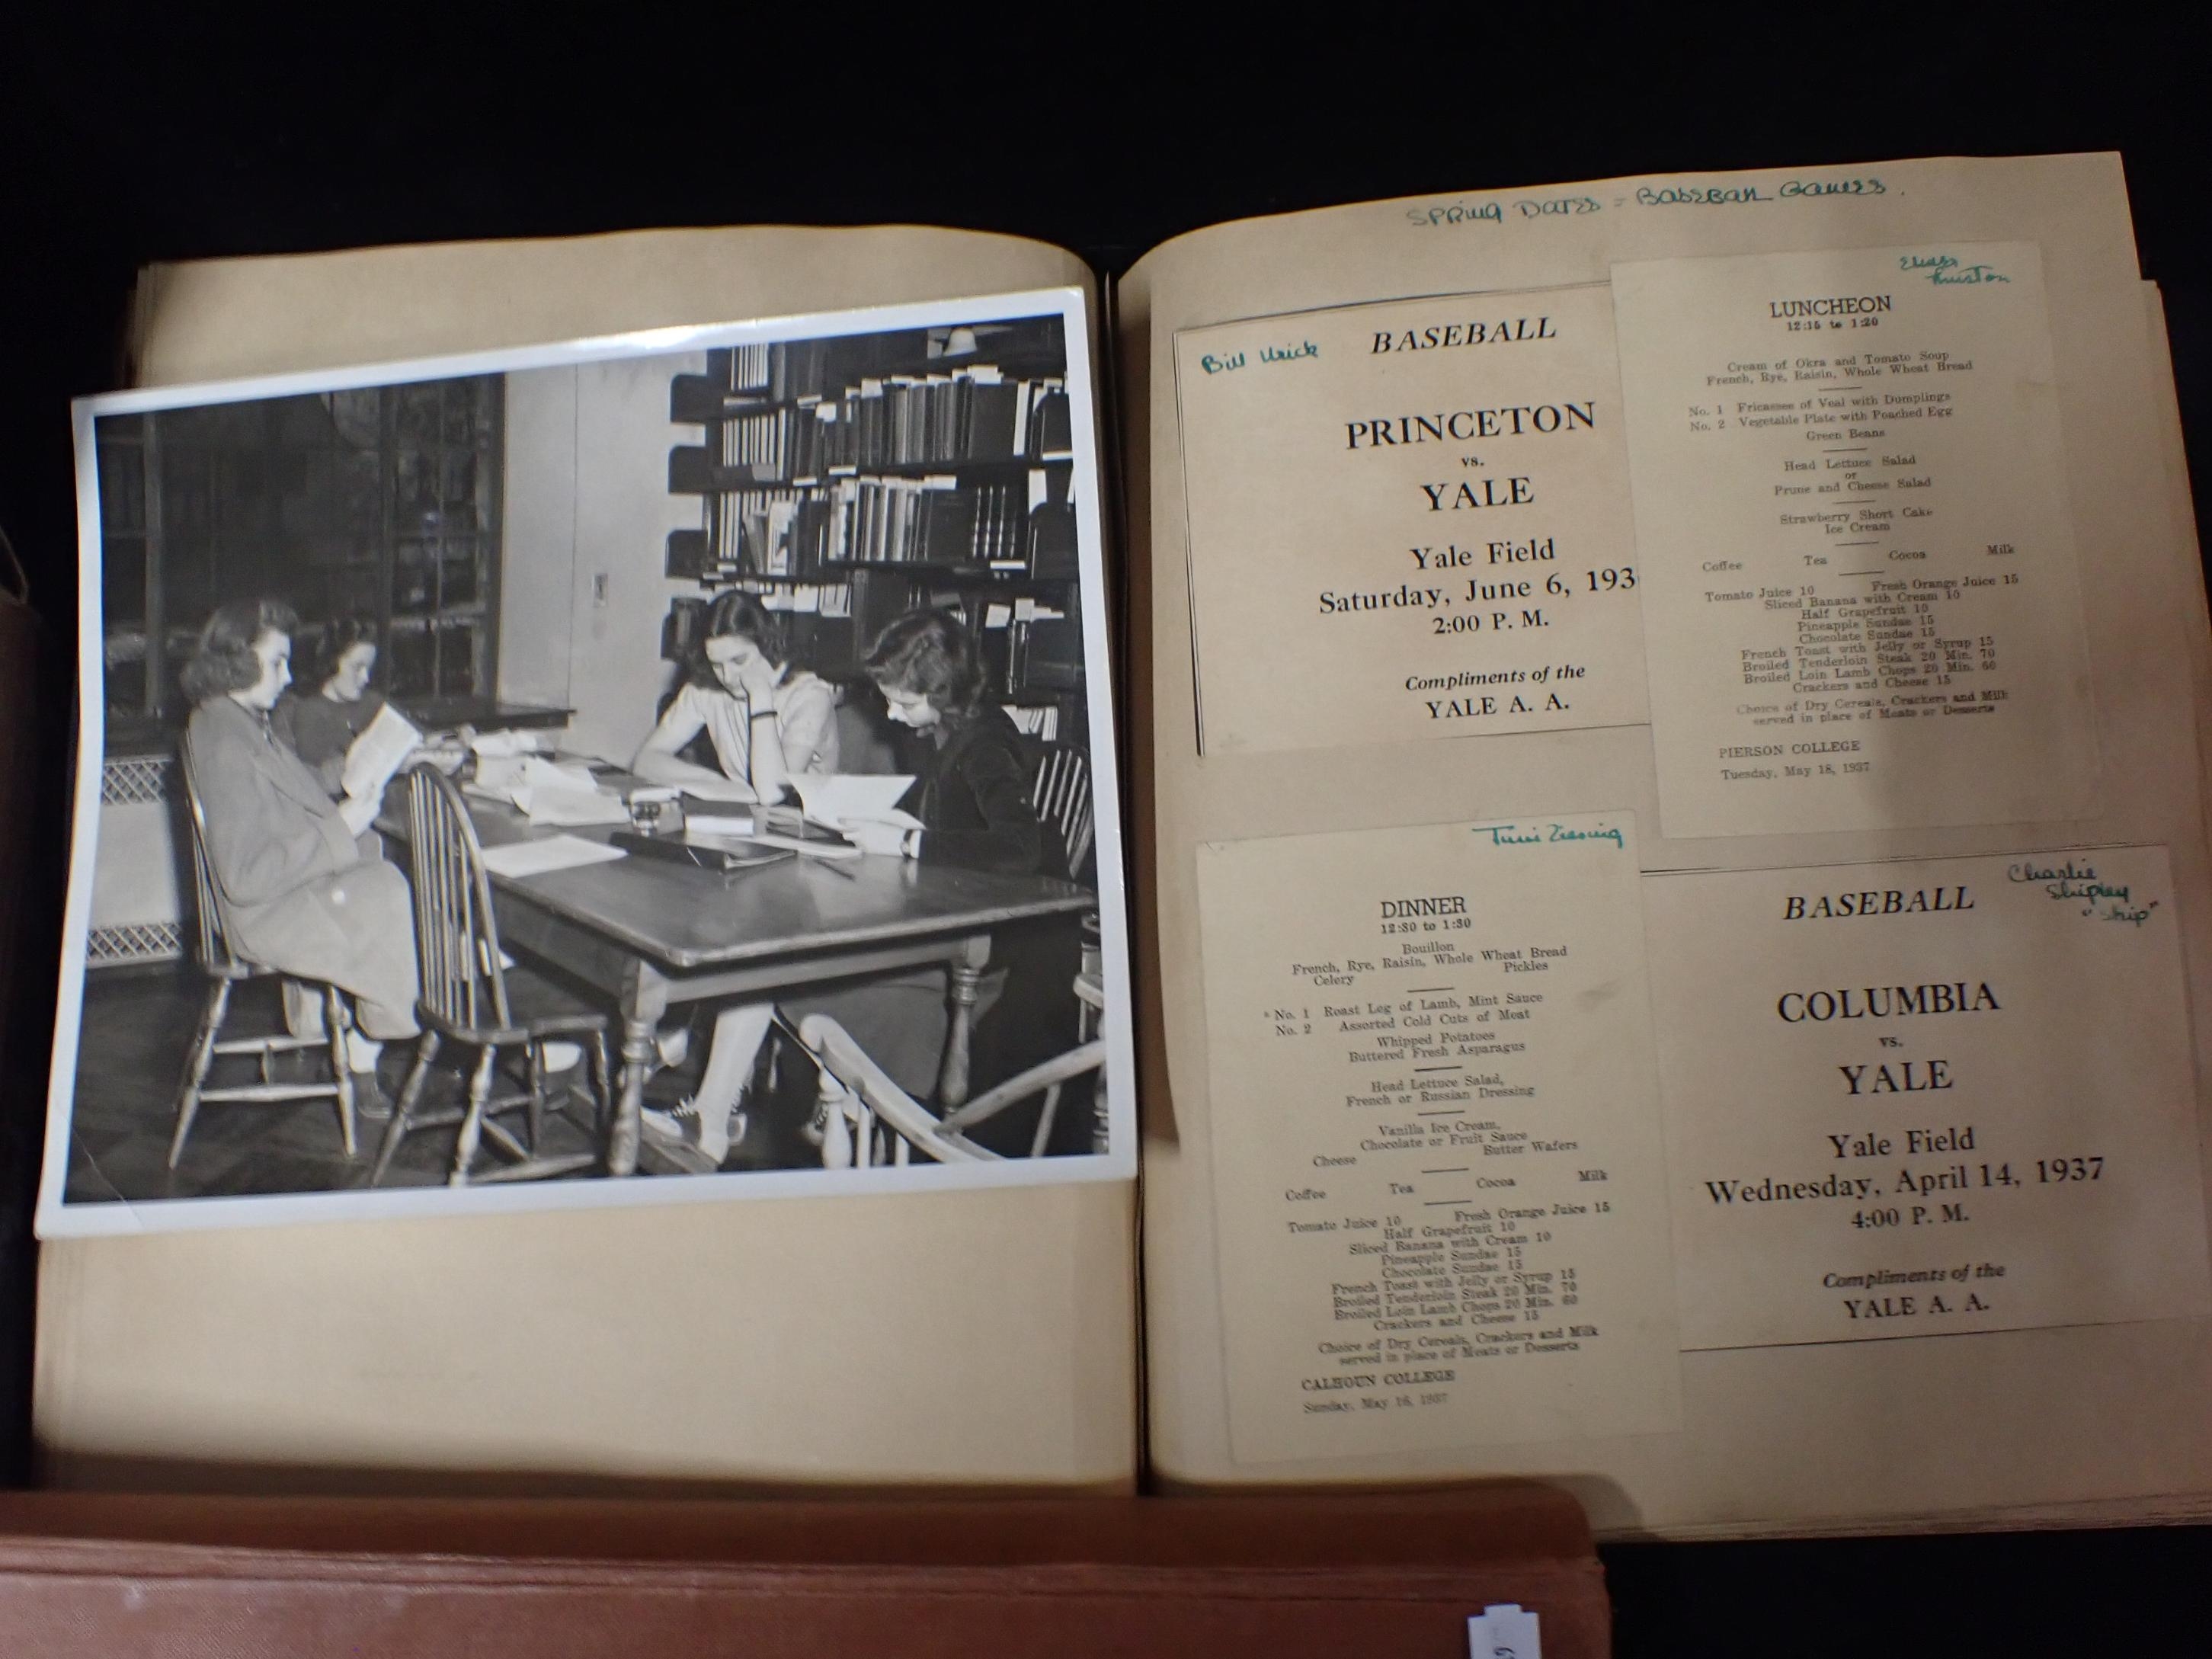 SPRING DATES = BASEBALL GAMES.
Bill
BASEBALL
PRINCETON
vs.
YALE
Yale Field
Saturday, June 6, 193
2:00 P. M.
Compliments of the
YALE A. A.
LUNCHEON
12:15 to 1:20
Cream of Okra and Tomato Soup
French, Rye, Raisin, Whole Wheat Bread
No. 1 Fricassee of Veal with Dumplings
No. 2 Vegetable Plate with Poached Egg
Green Beans
Head Lettuce Salad
or
Prune and Cheese Salad
Strawberry Short Cake
Ice Cream
Coffee Tea Cocoa Milk
Tomato Juice 10 Fresh Orange Juice 15
Sliced Banana with Cream 10
Half Grapefruit 10
Pineapple Sundae 15
Chocolate Sundae 15
French Toast with Jelly or Syrup 15
Broiled Tenderloin Steak 20 Min. 70
Broiled Loin Lamb Chops 20 Min. 60
Crackers and Cheese 15
Choice of Dry Cereals, Crackers and Milk
served in place of Meats or Desserts
PIERSON COLLEGE
Tuesday, May 18, 1937
DINNER
12:30 to 1:30
Bouillon
French, Rye, Raisin, Whole Wheat Bread
Celery Pickles
* No. 1 Roast Leg of Lamb, Mint Sauce
No. 2 Assorted Cold Cuts of Meat
Whipped Potatoes
Buttered Fresh Asparagus
Head Lettuce Salad,
French or Russian Dressing
Vanilla Ice Cream,
Chocolate or Fruit Sauce
Cheese Butter Wafers
Coffee Tea Cocoa Milk
Tomato Juice 10 Fresh Orange Juice 15
Half Grapefruit 10
Sliced Banana with Cream 10
Pineapple Sundae 15
Chocolate Sundae 15
French Toast with Jelly or Syrup 15
Broiled Tenderloin Steak 20 Min. 70
Broiled Loin Lamb Chops 20 Min. 60
Crackers and Cheese 15
Choice of Dry Cereals, Crackers and Milk
served in place of Meats or Desserts
CALHOUN COLLEGE
Sunday, May 16, 1937
Charlie
Shipley
"Ship"
BASEBALL
COLUMBIA
vs.
YALE
Yale Field
Wednesday, April 14, 1937
4:00 P. M.
Compliments of the
YALE A. A.